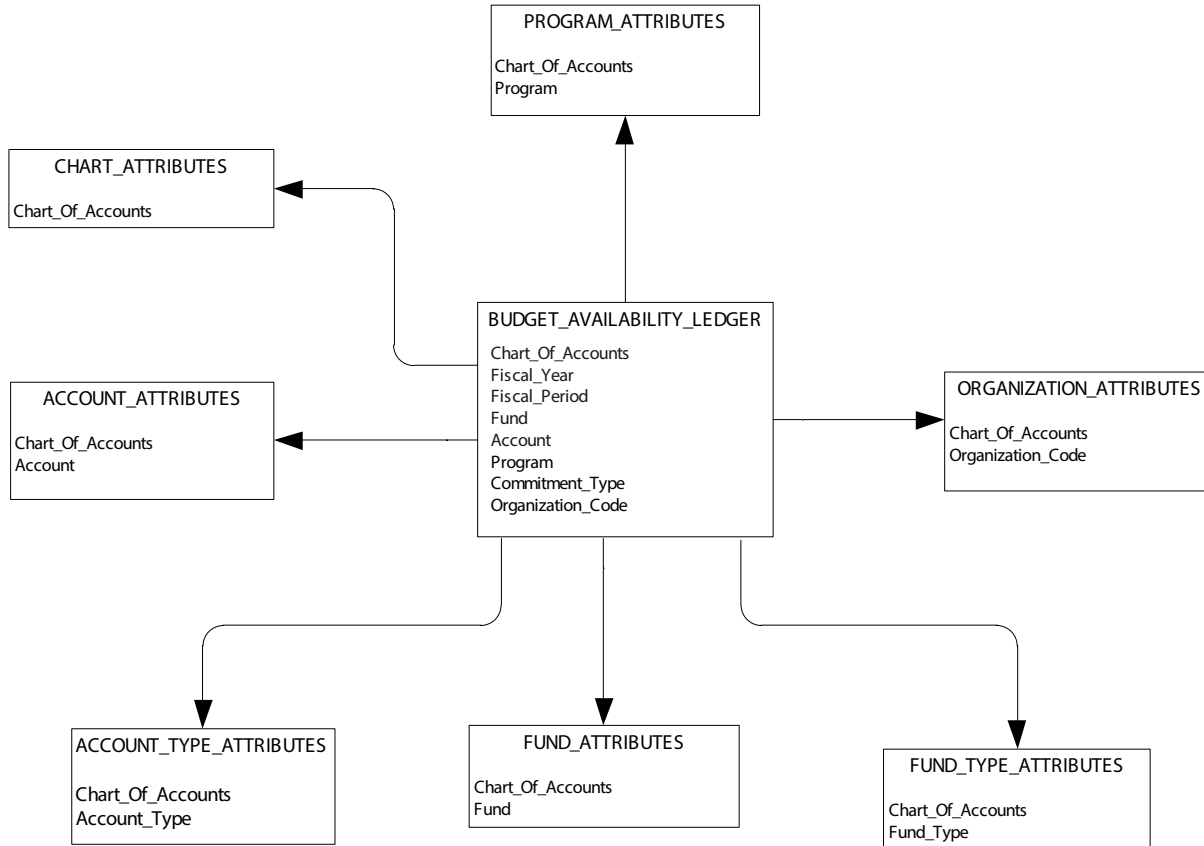 PROGRAM_ATTRIBUTES
Chart_Of_Accounts
Program
CHART_ATTRIBUTES
Chart_Of_Accounts
BUDGET_AVAILABILITY_LEDGER
Chart_Of_Accounts
Fiscal_Year
Fiscal_Period
Fund
Account
Program
Commitment_Type
Organization_Code
ACCOUNT_ATTRIBUTES
Chart_Of_Accounts
Account
ORGANIZATION_ATTRIBUTES
Chart_Of_Accounts
Organization_Code
ACCOUNT_TYPE_ATTRIBUTES
Chart_Of_Accounts
Account_Type
FUND_ATTRIBUTES
Chart_Of_Accounts
Fund
FUND_TYPE_ATTRIBUTES
Chart_Of_Accounts
Fund_Type